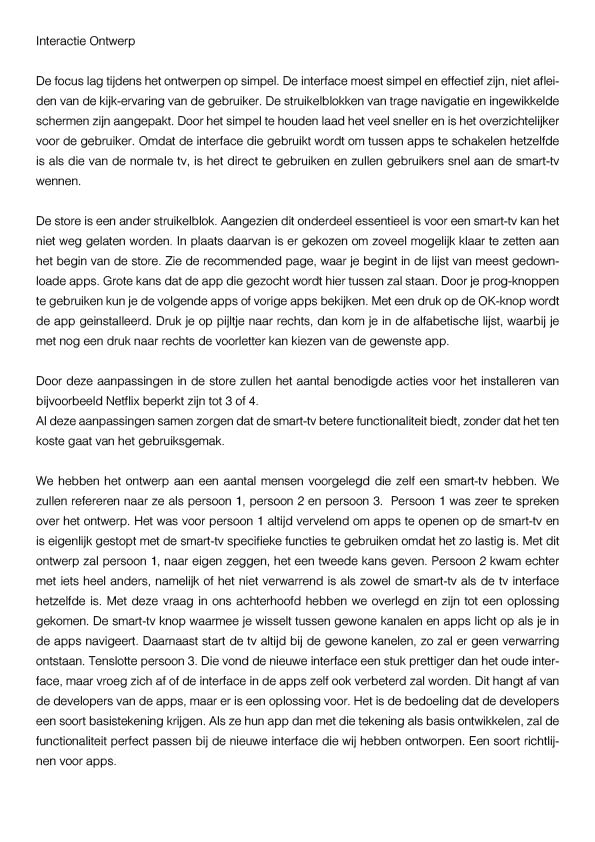 Interactie Ontwerp
De focus lag tijdens het ontwerpen op simpel. De interface moest simpel en effectief zijn, niet aflei-
den van de kijk-ervaring van de gebruiker. De struikelblokken van trage navigatie en ingewikkelde
schermen zijn aangepakt. Door het simpel te houden laad het veel sneller en is het overzichtelijker
voor de gebruiker. Omdat de interface die gebruikt wordt om tussen apps te schakelen hetzelfde
is als die van de normale tv, is het direct te gebruiken en zullen gebruikers snel aan de smart-tv
wennen.
De store is een ander struikelblok. Aangezien dit onderdeel essentieel is voor een smart-tv kan het
niet weg gelaten worden. In plaats daarvan is er gekozen om zoveel mogelijk klaar te zetten aan
het begin van de store. Zie de recommended page, waar je begint in de lijst van meest gedown-
loade apps. Grote kans dat de app die gezocht wordt hier tussen zal staan. Door je prog-knoppen
te gebruiken kun je de volgende apps of vorige apps bekijken. Met een druk op de OK-knop wordt
de app geinstalleerd. Druk je op pijltje naar rechts, dan kom je in de alfabetische lijst, waarbij je
met nog een druk naar rechts de voorletter kan kiezen van de gewenste app.
Door deze aanpassingen in de store zullen het aantal benodigde acties voor het installeren van
bijvoorbeeld Netflix beperkt zijn tot 3 of 4.
Al deze aanpassingen samen zorgen dat de smart-tv betere functionaliteit biedt, zonder dat het ten
koste gaat van het gebruiksgemak.
We hebben het ontwerp aan een aantal mensen voorgelegd die zelf een smart-tv hebben. We
zullen refereren naar ze als persoon 1, persoon 2 en persoon 3.  Persoon 1 was zeer te spreken
over het ontwerp. Het was voor persoon 1 altijd vervelend om apps te openen op de smart-tv en
is eigenlijk gestopt met de smart-tv specifieke functies te gebruiken omdat het zo lastig is. Met dit
ontwerp zal persoon 1, naar eigen zeggen, het een tweede kans geven. Persoon 2 kwam echter
met iets heel anders, namelijk of het niet verwarrend is als zowel de smart-tv als de tv interface
hetzelfde is. Met deze vraag in ons achterhoofd hebben we overlegd en zijn tot een oplossing
gekomen. De smart-tv knop waarmee je wisselt tussen gewone kanalen en apps licht op als je in
de apps navigeert. Daarnaast start de tv altijd bij de gewone kanelen, zo zal er geen verwarring
ontstaan. Tenslotte persoon 3. Die vond de nieuwe interface een stuk prettiger dan het oude inter-
face, maar vroeg zich af of de interface in de apps zelf ook verbeterd zal worden. Dit hangt af van
de developers van de apps, maar er is een oplossing voor. Het is de bedoeling dat de developers
een soort basistekening krijgen. Als ze hun app dan met die tekening als basis ontwikkelen, zal de
functionaliteit perfect passen bij de nieuwe interface die wij hebben ontworpen. Een soort richtlij-
nen voor apps.